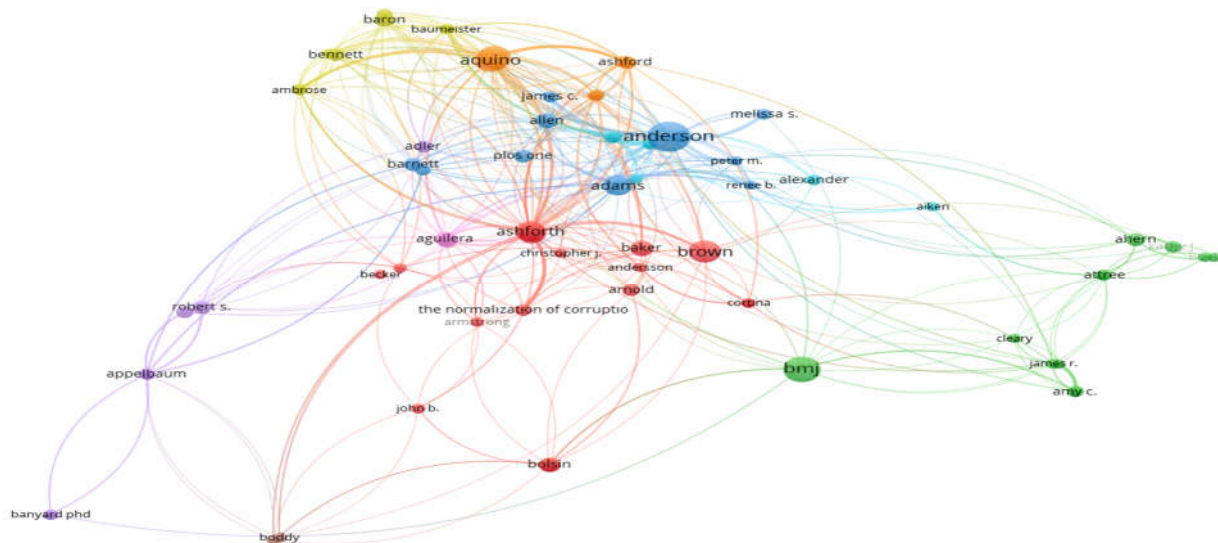 baron
baumeister
bennett
aquino
ashford
ambrose
james c.
allen
melissa s.
anderson
adler
plos one
peter m.
barnett
adams
renee b.
alexander
aiken
aguilera
ashforth
christopher j.
baker
brown
ahern
becker
andersson
attree
arnold
cortina
robert s.
the normalization of corruptio
armstrong
cleary
james r.
bmj
appelbaum
amy c.
john b.
bolsin
banyard phd
boddy